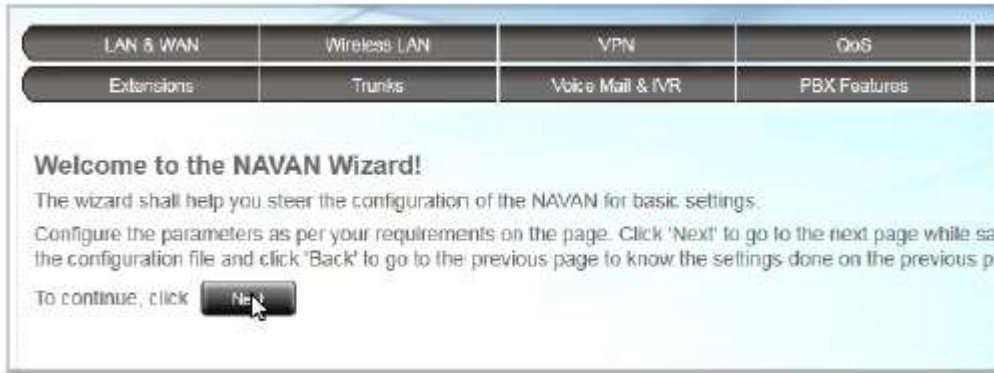 LAN & WAN Wireless LAN VPN QoS
Extensions Trunks Voice Mail & IVR PBX Features
Welcome to the NAVAN Wizard!
The wizard shall help you steer the configuration of the NAVAN for basic settings.
Configure the parameters as per your requirements on the page. Click 'Next' to go to the next page while sa
the configuration file and click 'Back' to go to the previous page to know the settings done on the previous p
To continue, click Next